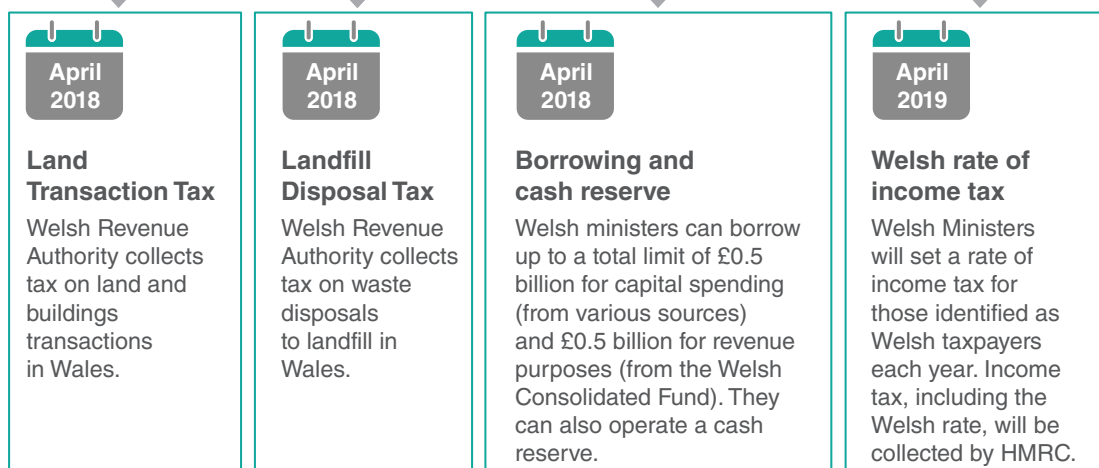 April
2018
Land
Transaction Tax
Welsh Revenue
Authority collects
tax on land and
buildings
transactions
in Wales.
April
2018
Landfill
Disposal Tax
Welsh Revenue
Authority collects
tax on waste
disposals
to landfill in
Wales.
April
2018
Borrowing and
cash reserve
Welsh ministers can borrow
up to a total limit of £0.5
billion for capital spending
(from various sources)
and £0.5 billion for revenue
purposes (from the Welsh
Consolidated Fund). They
can also operate a cash
reserve.
April
2019
Welsh rate of
income tax
Welsh Ministers
will set a rate of
income tax for
those identified as
Welsh taxpayers
each year. Income
tax, including the
Welsh rate, will be
collected by HMRC.